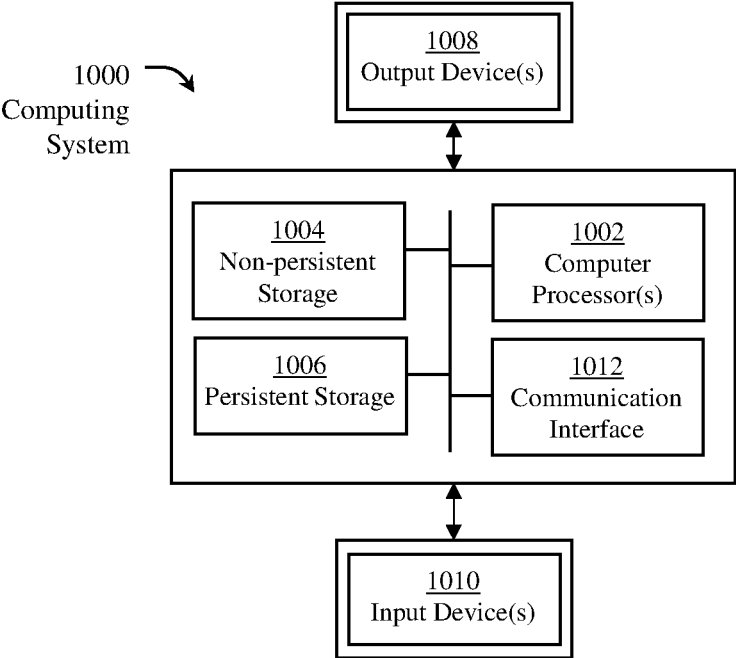 1000
Computing
System
1008
Output Device(s)
1004
Non-persistent
Storage
1002
Computer
Processor(s)
1006
Persistent Storage
1012
Communication
Interface
1010
Input Device(s)